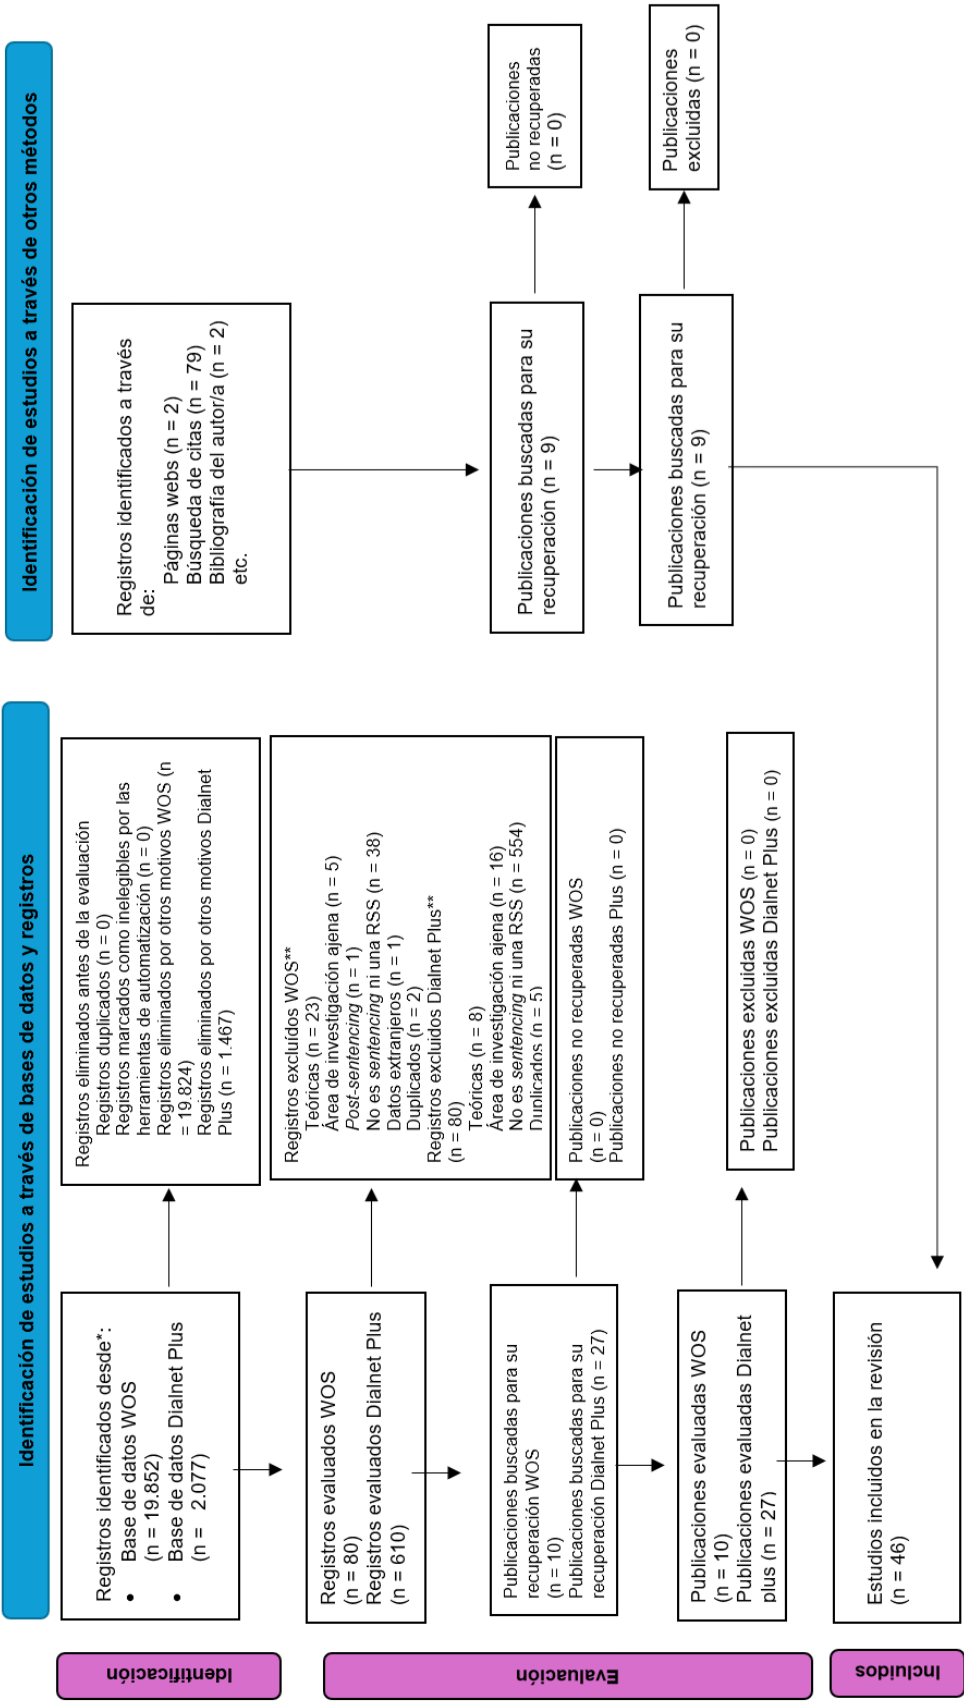 Identificación de estudios a través de bases de datos y registros
Identificación de estudios a través de otros métodos
Identificación
Registros identificados desde*:
• Base de datos WOS
(n = 19.852)
• Base de datos Dialnet Plus
(n = 2.077)
Registros eliminados antes de la evaluación
Registros duplicados (n = 0)
Registros marcados como inelegibles por las
herramientas de automatización (n = 0)
Registros eliminados por otros motivos WOS (n
= 19.824)
Registros eliminados por otros motivos Dialnet
Plus (n = 1.467)
Registros identificados a través
de:
Páginas webs (n = 2)
Búsqueda de citas (n = 79)
Bibliografía del autor/a (n = 2)
etc.
Evaluación
Registros evaluados WOS
(n = 80)
Registros evaluados Dialnet Plus
(n = 610)
Registros excluídos WOS**
Teóricas (n = 23)
Área de investigación ajena (n = 5)
Post-sentencing (n = 1)
No es sentencing ni una RSS (n = 38)
Datos extranjeros (n = 1)
Duplicados (n = 2)
Registros excluidos Dialnet Plus**
(n = 80)
Teóricas (n = 8)
Área de investigación ajena (n = 16)
No es sentencing ni una RSS (n = 554)
Duplicados (n = 5)
Publicaciones buscadas para su
recuperación WOS
(n = 10)
Publicaciones buscadas para su
recuperación Dialnet Plus (n = 27)
Publicaciones no recuperadas WOS
(n = 0)
Publicaciones no recuperadas Plus (n = 0)
Publicaciones buscadas para su
recuperación (n = 9)
Publicaciones
no recuperadas
(n = 0)
Publicaciones evaluadas WOS
(n = 10)
Publicaciones evaluadas Dialnet
plus (n = 27)
Publicaciones excluidas WOS (n = 0)
Publicaciones excluidas Dialnet Plus (n = 0)
Publicaciones buscadas para su
recuperación (n = 9)
Publicaciones
excluidas (n = 0)
Incluidos
Estudios incluidos en la revisión
(n = 46)